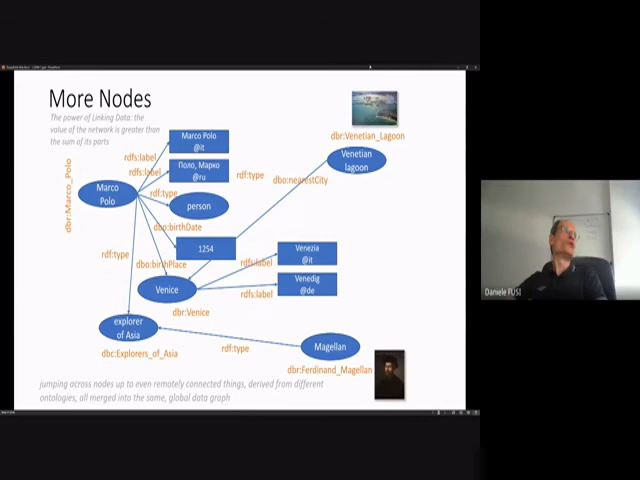 More Nodes
The power of Linking Data: the
value of the network is greater than
the sum of its parts
dbr:Marco_Polo
Marco
Polo
rdfs:label
Marco Polo
@it
rdfs:label
Поло, Марко
@ru
rdf:type
person
rdf:type
dbo:birthDate
1254
dbo:birthPlace
Venice
dbr:Venice
rdfs:label
Venezia
@it
rdfs:label
Venedig
@de
dbr:Venetian_Lagoon
Venetian
lagoon
dbo:nearestCity
rdf:type
explorer
of Asia
dbc:Explorers_of_Asia
rdf:type
Magellan
dbr:Ferdinand_Magellan
jumping across nodes up to even remotely connected things, derived from different
ontologies, all merged into the same, global data graph
Daniele FUSI